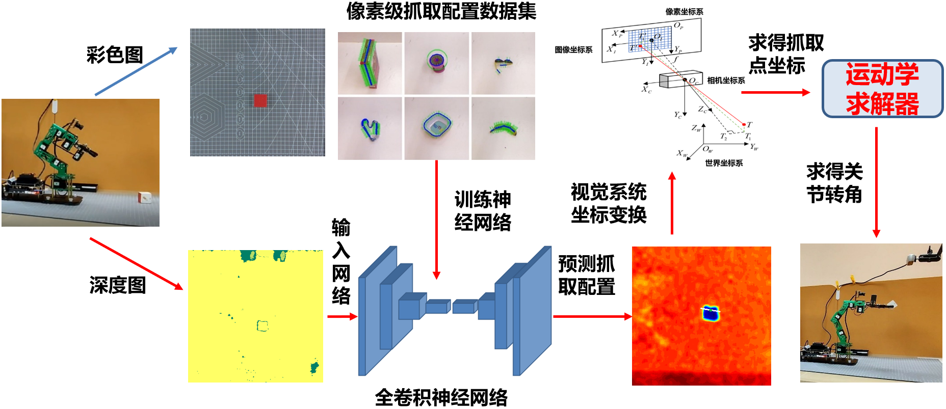 像素级抓取配置数据集
彩色图
像素坐标系
图像坐标系
相机坐标系
世界坐标系
X_P
O_P
Y_P
X_I
Y_I
f
X_C
O_C
Y_C
Z_C
Z_W
X_W
O_W
Y_W
T
T_1
T_2
求得抓取
点坐标
运动学
求解器
训练神
经网络
视觉系统
坐标变换
求得关
节转角
深度图
输
入
网
络
预测抓
取配置
全卷积神经网络